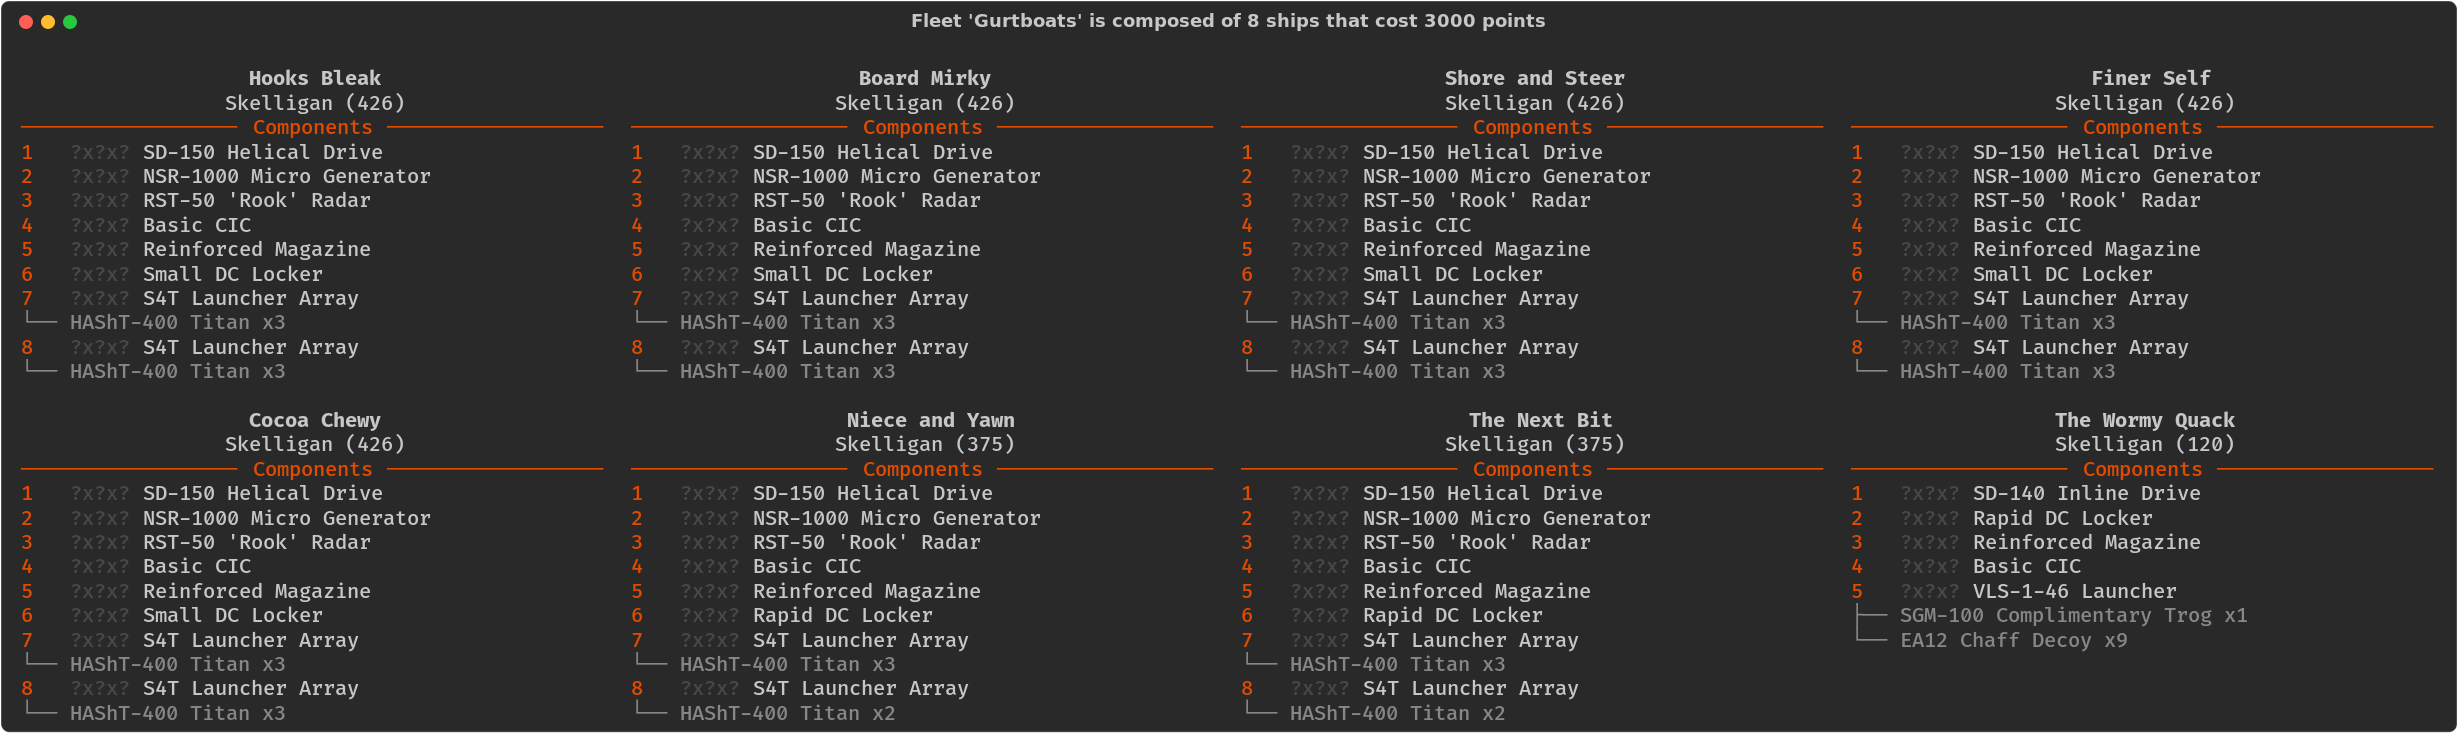 Fleet 'Gurtboats' is composed of 8 ships that cost 3000 points
Hooks Bleak
Skelligan (426)
Components
1 ?x?x? SD-150 Helical Drive
2 ?x?x? NSR-1000 Micro Generator
3 ?x?x? RST-50 'Rook' Radar
4 ?x?x? Basic CIC
5 ?x?x? Reinforced Magazine
6 ?x?x? Small DC Locker
7 ?x?x? S4T Launcher Array
HAShT-400 Titan x3
8 ?x?x? S4T Launcher Array
HAShT-400 Titan x3
Board Mirky
Skelligan (426)
Components
1 ?x?x? SD-150 Helical Drive
2 ?x?x? NSR-1000 Micro Generator
3 ?x?x? RST-50 'Rook' Radar
4 ?x?x? Basic CIC
5 ?x?x? Reinforced Magazine
6 ?x?x? Small DC Locker
7 ?x?x? S4T Launcher Array
HAShT-400 Titan x3
8 ?x?x? S4T Launcher Array
HAShT-400 Titan x3
Shore and Steer
Skelligan (426)
Components
1 ?x?x? SD-150 Helical Drive
2 ?x?x? NSR-1000 Micro Generator
3 ?x?x? RST-50 'Rook' Radar
4 ?x?x? Basic CIC
5 ?x?x? Reinforced Magazine
6 ?x?x? Small DC Locker
7 ?x?x? S4T Launcher Array
HAShT-400 Titan x3
8 ?x?x? S4T Launcher Array
HAShT-400 Titan x3
Finer Self
Skelligan (426)
Components
1 ?x?x? SD-150 Helical Drive
2 ?x?x? NSR-1000 Micro Generator
3 ?x?x? RST-50 'Rook' Radar
4 ?x?x? Basic CIC
5 ?x?x? Reinforced Magazine
6 ?x?x? Small DC Locker
7 ?x?x? S4T Launcher Array
HAShT-400 Titan x3
8 ?x?x? S4T Launcher Array
HAShT-400 Titan x3
Cocoa Chewy
Skelligan (426)
Components
1 ?x?x? SD-150 Helical Drive
2 ?x?x? NSR-1000 Micro Generator
3 ?x?x? RST-50 'Rook' Radar
4 ?x?x? Basic CIC
5 ?x?x? Reinforced Magazine
6 ?x?x? Small DC Locker
7 ?x?x? S4T Launcher Array
HAShT-400 Titan x3
8 ?x?x? S4T Launcher Array
HAShT-400 Titan x3
Niece and Yawn
Skelligan (375)
Components
1 ?x?x? SD-150 Helical Drive
2 ?x?x? NSR-1000 Micro Generator
3 ?x?x? RST-50 'Rook' Radar
4 ?x?x? Basic CIC
5 ?x?x? Reinforced Magazine
6 ?x?x? Rapid DC Locker
7 ?x?x? S4T Launcher Array
HAShT-400 Titan x3
8 ?x?x? S4T Launcher Array
HAShT-400 Titan x2
The Next Bit
Skelligan (375)
Components
1 ?x?x? SD-150 Helical Drive
2 ?x?x? NSR-1000 Micro Generator
3 ?x?x? RST-50 'Rook' Radar
4 ?x?x? Basic CIC
5 ?x?x? Reinforced Magazine
6 ?x?x? Rapid DC Locker
7 ?x?x? S4T Launcher Array
HAShT-400 Titan x3
8 ?x?x? S4T Launcher Array
HAShT-400 Titan x2
The Wormy Quack
Skelligan (120)
Components
1 ?x?x? SD-140 Inline Drive
2 ?x?x? Rapid DC Locker
3 ?x?x? Reinforced Magazine
4 ?x?x? Basic CIC
5 ?x?x? VLS-1-46 Launcher
SGM-100 Complimentary Trog x1
EA12 Chaff Decoy x9